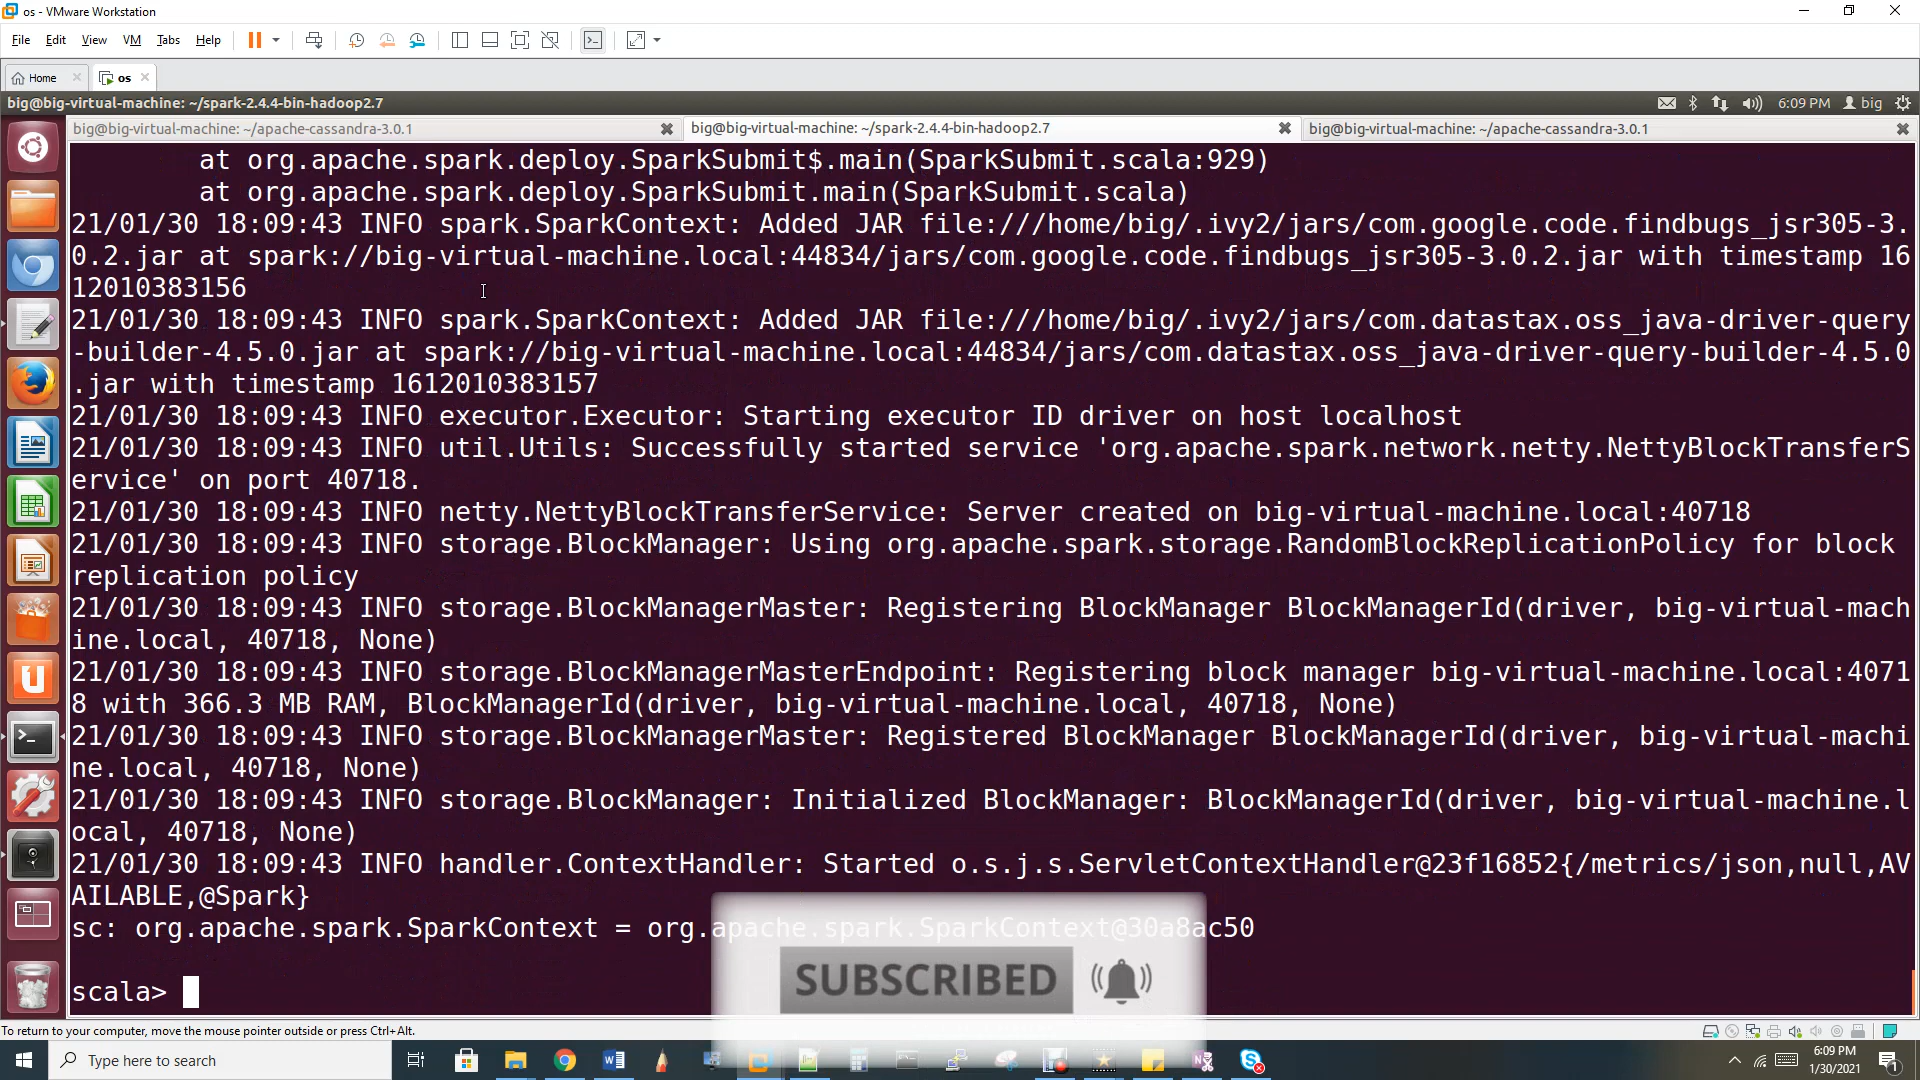 os - VMware Workstation
File Edit View VM Tabs Help
Home os
big@big-virtual-machine: ~/spark-2.4.4-bin-hadoop2.7 6:09 PM big
big@big-virtual-machine: ~/apache-cassandra-3.0.1 big@big-virtual-machine: ~/spark-2.4.4-bin-hadoop2.7 big@big-virtual-machine: ~/apache-cassandra-3.0.1
at org.apache.spark.deploy.SparkSubmit$.main(SparkSubmit.scala:929)
at org.apache.spark.deploy.SparkSubmit.main(SparkSubmit.scala)
21/01/30 18:09:43 INFO spark.SparkContext: Added JAR file:///home/big/.ivy2/jars/com.google.code.findbugs_jsr305-3.
0.2.jar at spark://big-virtual-machine.local:44834/jars/com.google.code.findbugs_jsr305-3.0.2.jar with timestamp 16
12010383156
21/01/30 18:09:43 INFO spark.SparkContext: Added JAR file:///home/big/.ivy2/jars/com.datastax.oss_java-driver-query
-builder-4.5.0.jar at spark://big-virtual-machine.local:44834/jars/com.datastax.oss_java-driver-query-builder-4.5.0
.jar with timestamp 1612010383157
21/01/30 18:09:43 INFO executor.Executor: Starting executor ID driver on host localhost
21/01/30 18:09:43 INFO util.Utils: Successfully started service 'org.apache.spark.network.netty.NettyBlockTransferS
ervice' on port 40718.
21/01/30 18:09:43 INFO netty.NettyBlockTransferService: Server created on big-virtual-machine.local:40718
21/01/30 18:09:43 INFO storage.BlockManager: Using org.apache.spark.storage.RandomBlockReplicationPolicy for block
replication policy
21/01/30 18:09:43 INFO storage.BlockManagerMaster: Registering BlockManager BlockManagerId(driver, big-virtual-mach
ine.local, 40718, None)
21/01/30 18:09:43 INFO storage.BlockManagerMasterEndpoint: Registering block manager big-virtual-machine.local:4071
8 with 366.3 MB RAM, BlockManagerId(driver, big-virtual-machine.local, 40718, None)
21/01/30 18:09:43 INFO storage.BlockManagerMaster: Registered BlockManager BlockManagerId(driver, big-virtual-machi
ne.local, 40718, None)
21/01/30 18:09:43 INFO storage.BlockManager: Initialized BlockManager: BlockManagerId(driver, big-virtual-machine.l
ocal, 40718, None)
21/01/30 18:09:43 INFO handler.ContextHandler: Started o.s.j.s.ServletContextHandler@23f16852{/metrics/json,null,AV
AILABLE,@Spark}
sc: org.apache.spark.SparkContext = org.apache.spark.SparkContext@30a8ac50
SUBSCRIBED
scala>
To return to your computer, move the mouse pointer outside or press Ctrl+Alt.
Type here to search
6:09 PM
1/30/2021